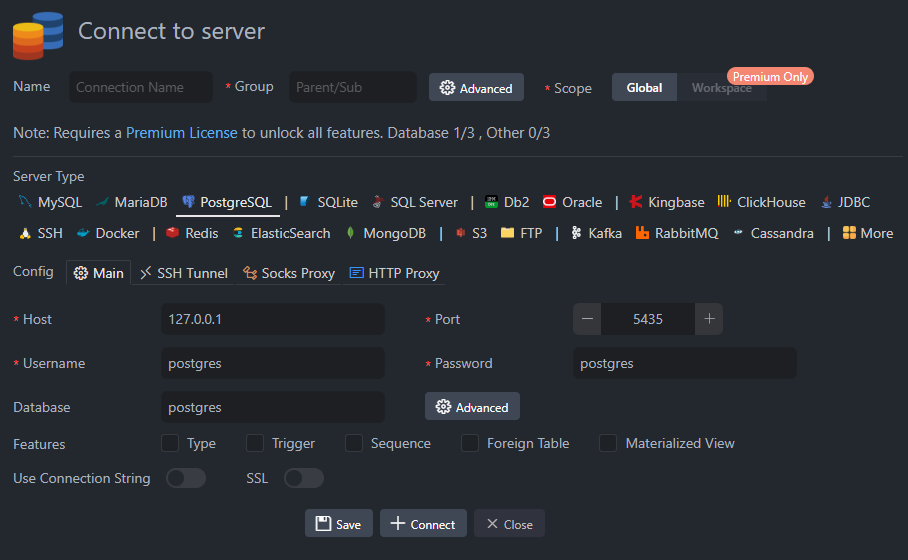 Connect to server
Name Connection Name * Group Parent/Sub Advanced * Scope Global Workspace Premium Only
Note: Requires a Premium License to unlock all features. Database 1/3 , Other 0/3
Server Type
MySQL MariaDB PostgreSQL | SQLite SQL Server | Db2 Oracle | Kingbase ClickHouse JDBC
SSH Docker | Redis ElasticSearch MongoDB | S3 FTP | Kafka RabbitMQ Cassandra | More
Config Main SSH Tunnel Socks Proxy HTTP Proxy
* Host 127.0.0.1 * Port 5435
* Username postgres * Password postgres
Database postgres Advanced
Features Type Trigger Sequence Foreign Table Materialized View
Use Connection String SSL
Save Connect Close